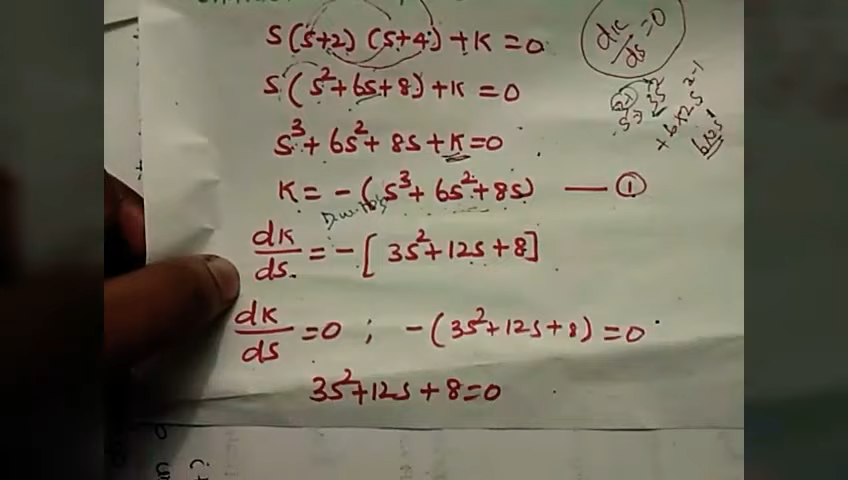 S(S+2) (S+4) + K = 0
dK/dS = 0
S(S²+6S+8) + K = 0
S³ + 6S² + 8S + K = 0
K = -(S³ + 6S² + 8S) — ①
dK/dS = -[3S²+12S+8]
dK/dS = 0 ; -(3S²+12S+8) = 0
3S²+12S+8=0